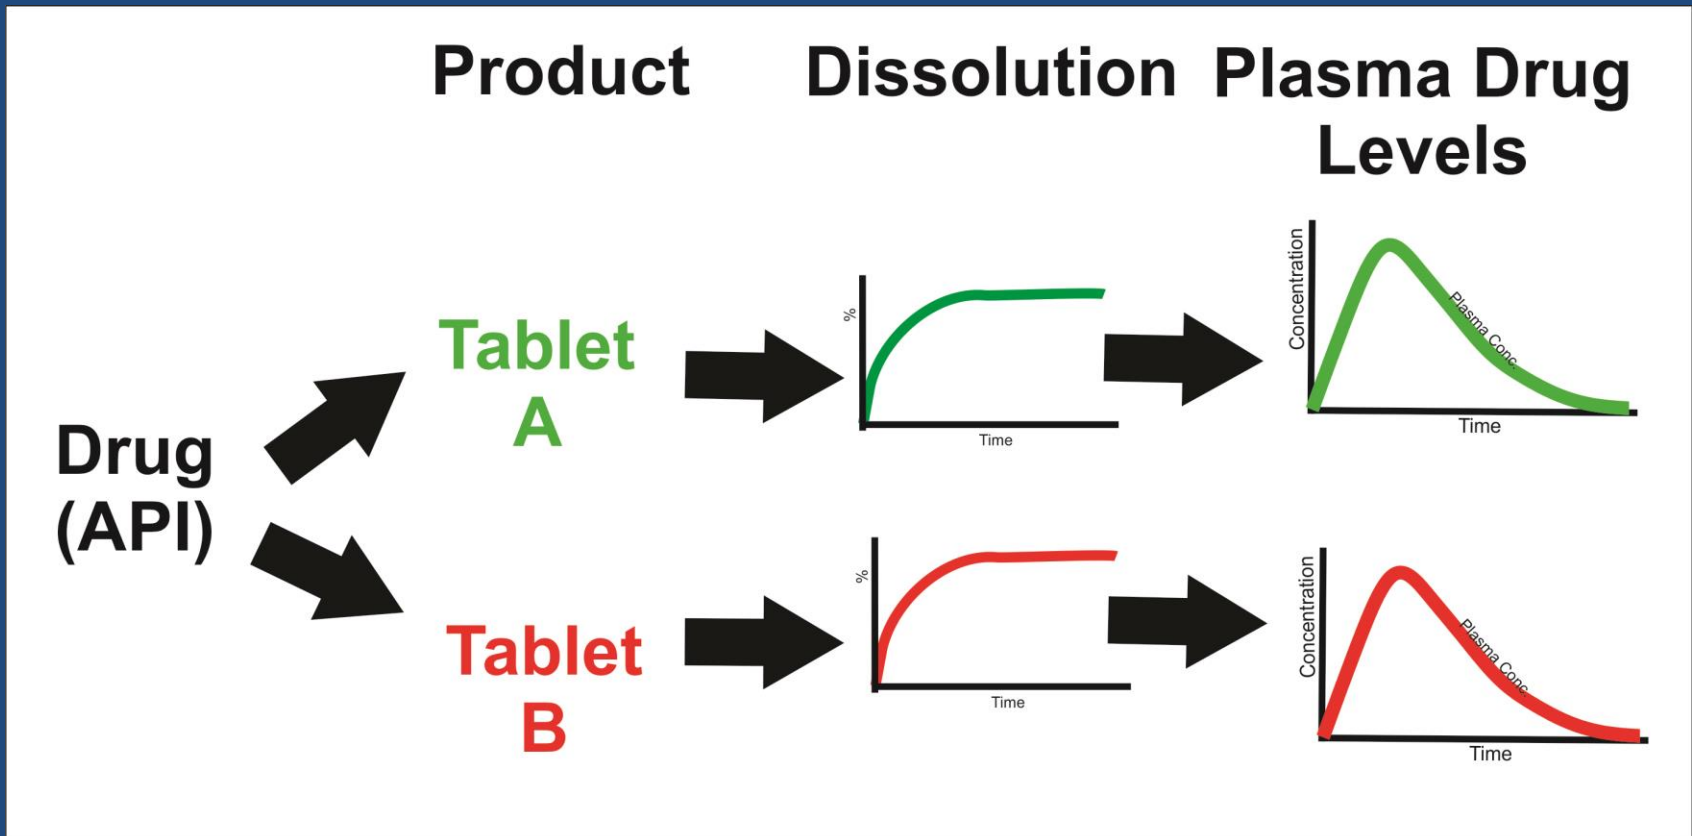 Product
Dissolution
Plasma Drug
Levels
Drug
(API)
Tablet
A
%
Time
Concentration
Plasma Conc.
Time
Tablet
B
%
Time
Concentration
Plasma Conc.
Time